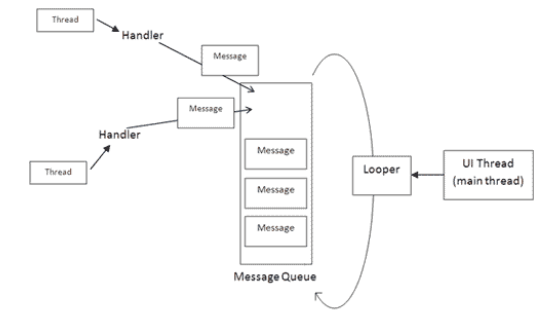 Thread
Handler
Message
Message
Handler
Thread
Message
Message
Message
Message Queue
Looper
UI Thread
(main thread)